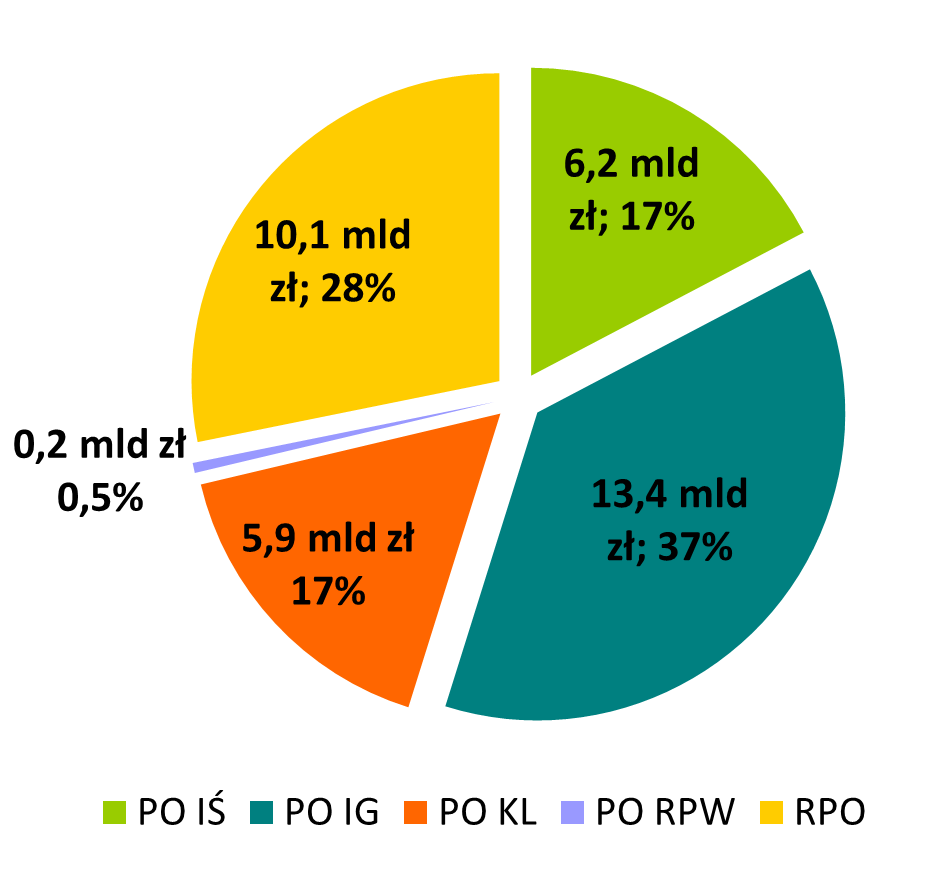 6,2 mld
zł; 17%
10,1 mld
zł; 28%
0,2 mld zł
0,5%
13,4 mld
zł; 37%
5,9 mld zł
17%
PO IŚ PO IG PO KL PO RPW RPO